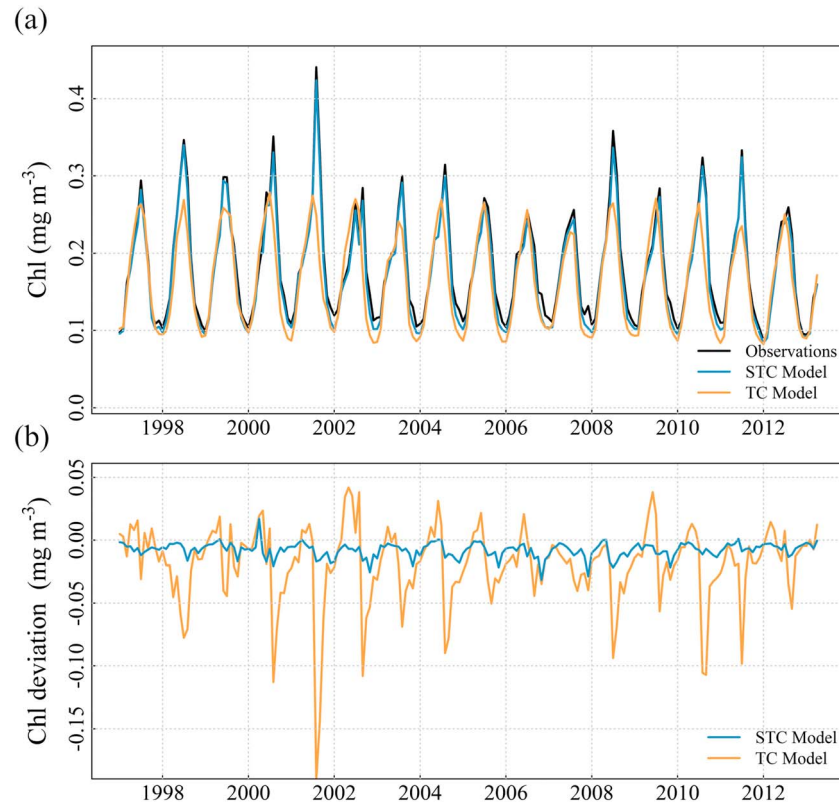 (a)
Chl (mg m⁻³)
0.4
0.3
0.2
0.1
0.0
Observations
STC Model
TC Model
1998 2000 2002 2004 2006 2008 2010 2012
(b)
Chl deviation (mg m⁻³)
0.05
0.00
-0.05
-0.10
-0.15
STC Model
TC Model
1998 2000 2002 2004 2006 2008 2010 2012